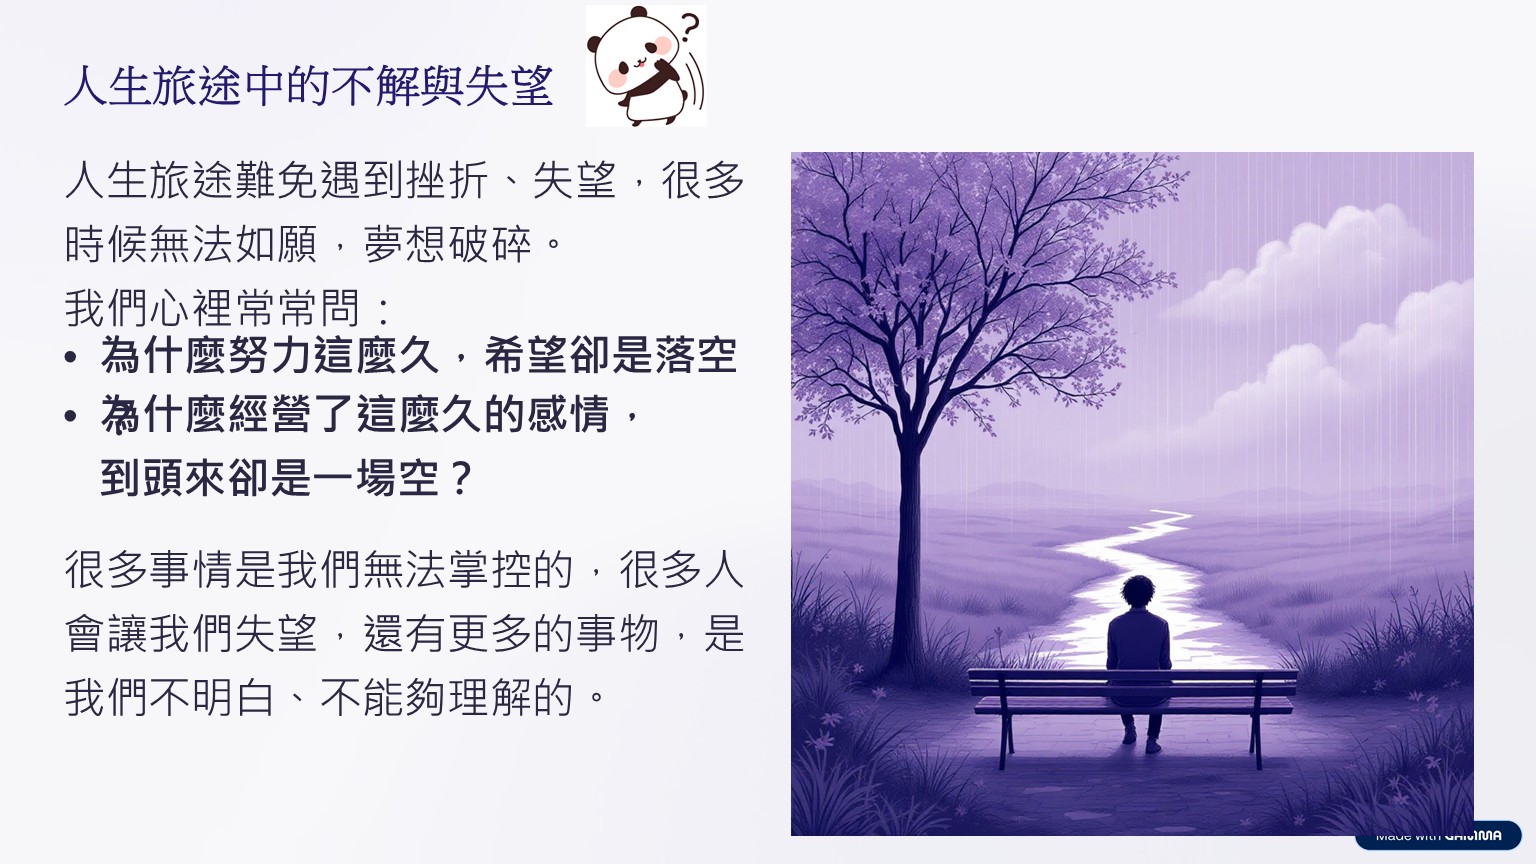 人生旅途中的不解與失望
?
人生旅途難免遇到挫折、失望，很多
時候無法如願，夢想破碎。
我們心裡常常問：
• 為什麼努力這麼久，希望卻是落空
？
• 為什麼經營了這麼久的感情，
到頭來卻是一場空？
很多事情是我們無法掌控的，很多人
會讓我們失望，還有更多的事物，是
我們不明白、不能夠理解的。
Made with GAMMA